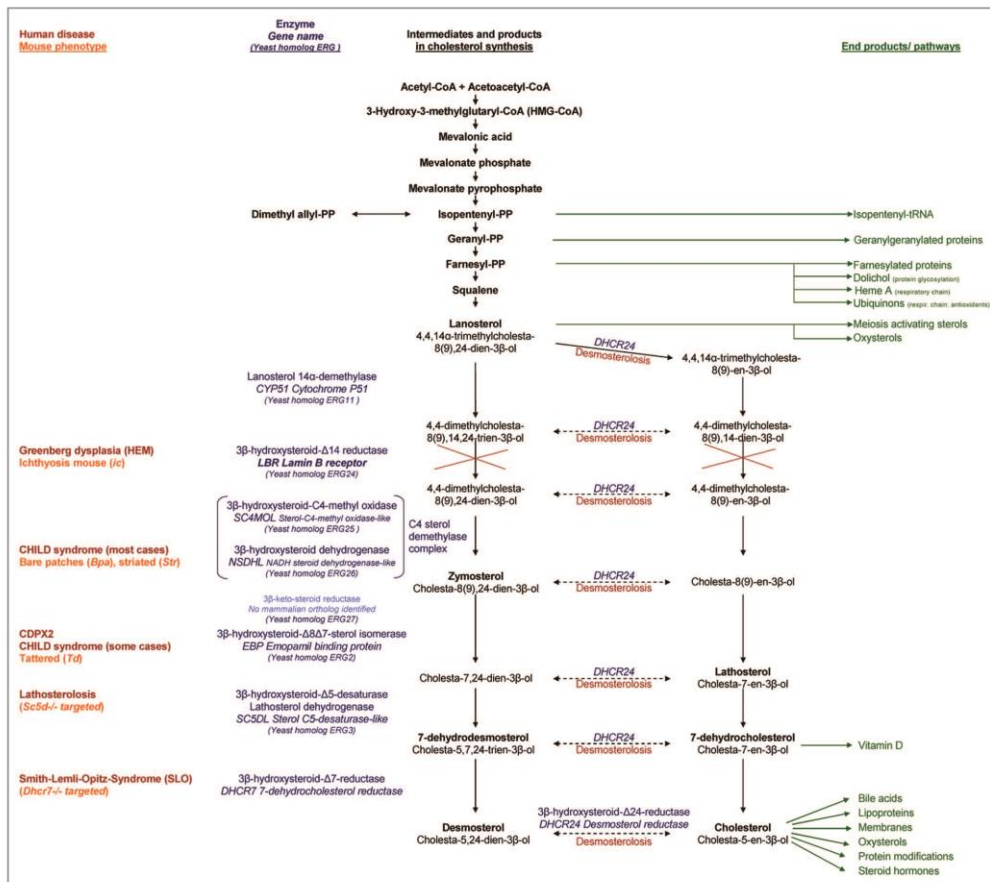 Human disease
Mouse phenotype
Enzyme
Gene name
(Yeast homolog ERG )
Intermediates and products
in cholesterol synthesis
End products/ pathways
Acetyl-CoA + Acetoacetyl-CoA
3-Hydroxy-3-methylglutaryl-CoA (HMG-CoA)
Mevalonic acid
Mevalonate phosphate
Mevalonate pyrophosphate
Dimethyl allyl-PP
Isopentenyl-PP
Isopentenyl-tRNA
Geranyl-PP
Geranylgeranylated proteins
Farnesyl-PP
Farnesylated proteins
Dolichol (protein glycosylation)
Heme A (respiratory chain)
Ubiquinons (respir. chain: antioxidents)
Squalene
Lanosterol
4,4,14α-trimethylcholesta-
8(9),24-dien-3β-ol
Meiosis activating sterols
Oxysterols
DHCR24
Desmosterolosis
4,4,14α-trimethylcholesta-
8(9)-en-3β-ol
Lanosterol 14α-demethylase
CYP51 Cytochrome P51
(Yeast homolog ERG11)
4,4-dimethylcholesta-
8(9),14,24-trien-3β-ol
DHCR24
Desmosterolosis
4,4-dimethylcholesta-
8(9),14-dien-3β-ol
Greenberg dysplasia (HEM)
Ichthyosis mouse (ic)
3β-hydroxysteroid-Δ14 reductase
LBR Lamin B receptor
(Yeast homolog ERG24)
4,4-dimethylcholesta-
8(9),24-dien-3β-ol
DHCR24
Desmosterolosis
4,4-dimethylcholesta-
8(9)-en-3β-ol
3β-hydroxysteroid-C4-methyl oxidase
SC4MOL Sterol-C4-methyl oxidase-like
(Yeast homolog ERG25 )
C4 sterol
demethylase
complex
CHILD syndrome (most cases)
Bare patches (Bpa), striated (Str)
3β-hydroxysteroid dehydrogenase
NSDHL NADH steroid dehydrogenase-like
(Yeast homolog ERG26)
Zymosterol
Cholesta-8(9),24-dien-3β-ol
DHCR24
Desmosterolosis
Cholesta-8(9)-en-3β-ol
3β-keto-steroid reductase
No mammalian ortholog identified
(Yeast homolog ERG27)
CDPX2
CHILD syndrome (some cases)
Tattered (Td)
3β-hydroxysteroid-Δ8Δ7-sterol isomerase
EBP Emopamil binding protein
(Yeast homolog ERG2)
Cholesta-7,24-dien-3β-ol
DHCR24
Desmosterolosis
Lathosterol
Cholesta-7-en-3β-ol
Lathosterolosis
(Sc5d-/- targeted)
3β-hydroxysteroid-Δ5-desaturase
Lathosterol dehydrogenase
SC5DL Sterol C5-desaturase-like
(Yeast homolog ERG3)
7-dehydrodesmosterol
Cholesta-5,7,24-trien-3β-ol
DHCR24
Desmosterolosis
7-dehydrocholesterol
Cholesta-7-en-3β-ol
Vitamin D
Smith-Lemli-Opitz-Syndrome (SLO)
(Dhcr7-/- targeted)
3β-hydroxysteroid-Δ7-reductase
DHCR7 7-dehydrocholesterol reductase
Desmosterol
Cholesta-5,24-dien-3β-ol
3β-hydroxysteroid-Δ24-reductase
DHCR24 Desmosterol reductase
Desmosterolosis
Cholesterol
Cholesta-5-en-3β-ol
Bile acids
Lipoproteins
Membranes
Oxysterols
Protein modifications
Steroid hormones